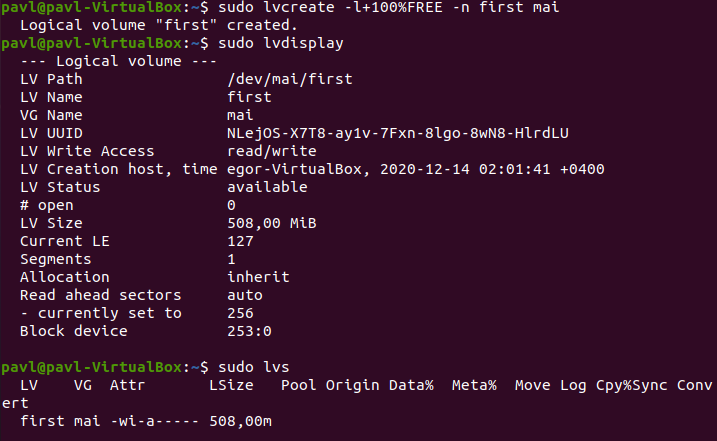 pavl@pavl-VirtualBox:~$ sudo lvcreate -l+100%FREE -n first mai
  Logical volume "first" created.
pavl@pavl-VirtualBox:~$ sudo lvdisplay
  --- Logical volume ---
  LV Path                /dev/mai/first
  LV Name                first
  VG Name                mai
  LV UUID                NLejOS-X7T8-ay1v-7Fxn-8lgo-8wN8-HlrdLU
  LV Write Access        read/write
  LV Creation host, time egor-VirtualBox, 2020-12-14 02:01:41 +0400
  LV Status              available
  # open                 0
  LV Size                508,00 MiB
  Current LE             127
  Segments               1
  Allocation             inherit
  Read ahead sectors     auto
  - currently set to     256
  Block device           253:0

pavl@pavl-VirtualBox:~$ sudo lvs
  LV    VG  Attr       LSize   Pool Origin Data%  Meta%  Move Log Cpy%Sync Conv
ert
  first mai -wi-a----- 508,00m